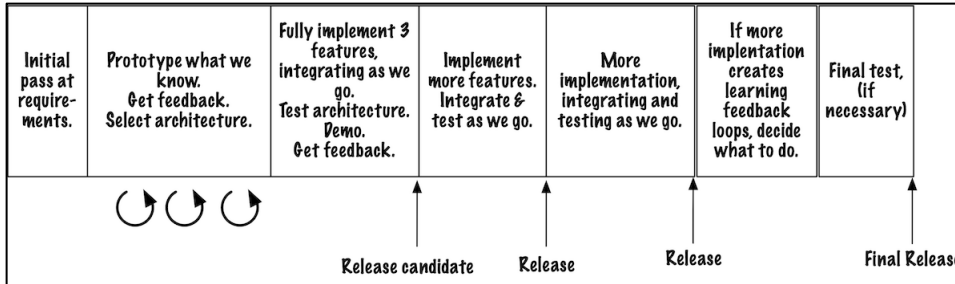 Initial
pass at
require-
ments.
Prototype what we
know.
Get feedback.
Select architecture.
Fully implement 3
features,
integrating as we
go.
Test architecture.
Demo.
Get feedback.
Implement
more features.
Integrate &
test as we go.
More
implementation,
integrating and
testing as we go.
If more
implentation
creates
learning
feedback
loops, decide
what to do.
Final test,
(if
necessary)
Release candidate
Release
Release
Final Release